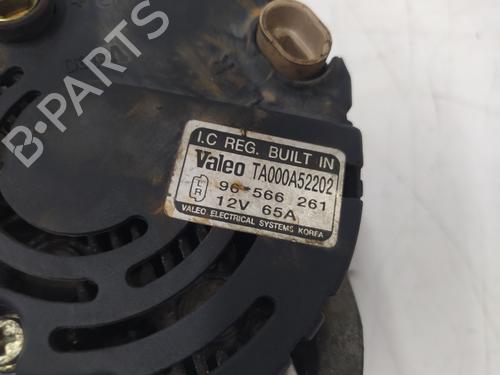 I.C REG. BUILT IN
Valeo TA000A52202
L R 96-566 261
12V 65A
VALEO ELECTRICAL SYSTEMS KOREA
B-PARTS